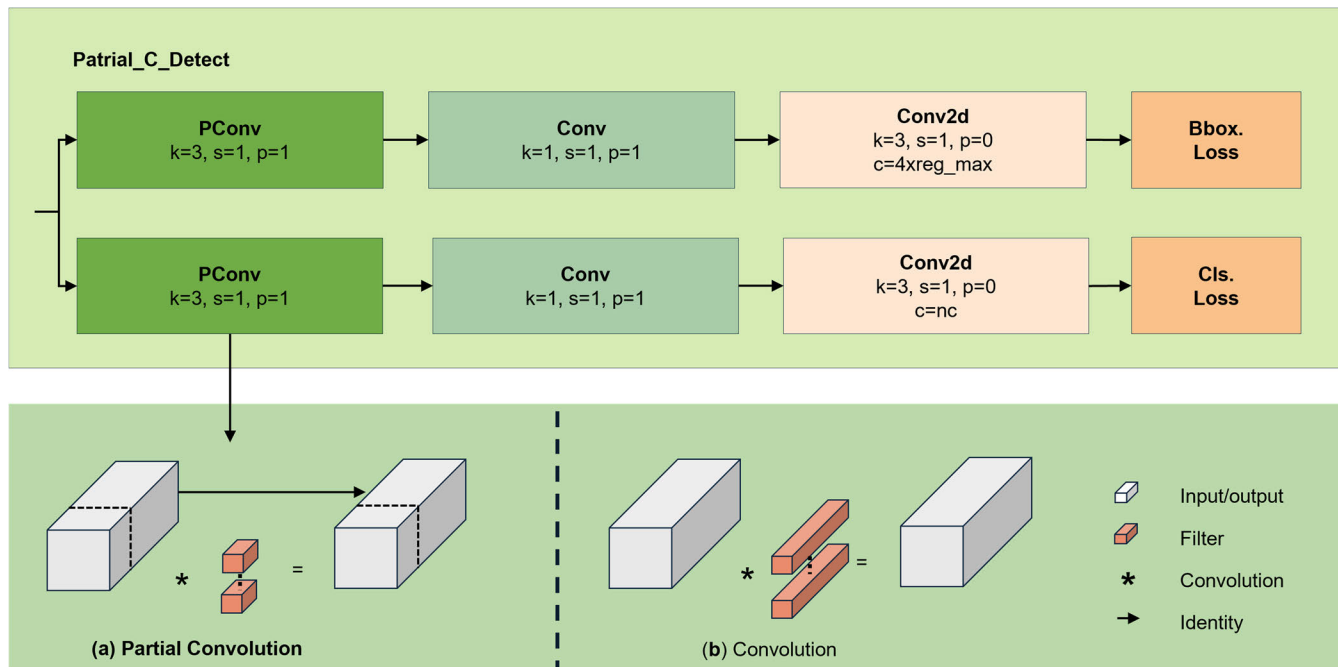 Patrial_C_Detect
PConv
k=3, s=1, p=1
Conv
k=1, s=1, p=1
Conv2d
k=3, s=1, p=0
c=4xreg_max
Bbox.
Loss
PConv
k=3, s=1, p=1
Conv
k=1, s=1, p=1
Conv2d
k=3, s=1, p=0
c=nc
Cls.
Loss
* =
(a) Partial Convolution
* =
(b) Convolution
Input/output
Filter
* Convolution
Identity